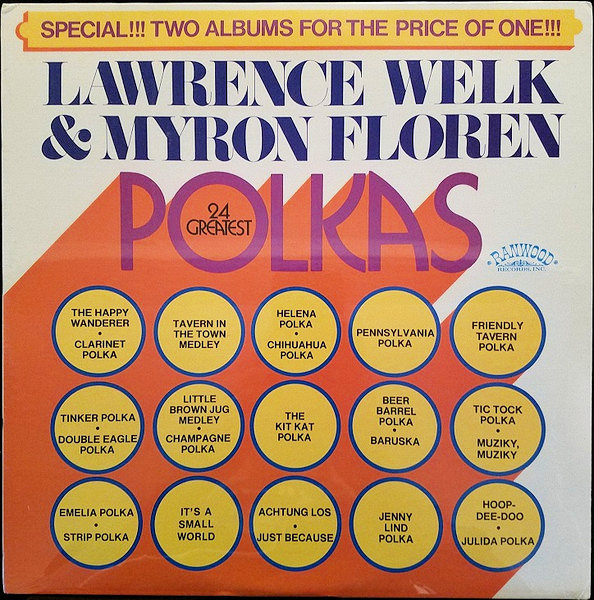 SPECIAL!!! TWO ALBUMS FOR THE PRICE OF ONE!!!
LAWRENCE WELK
& MYRON FLOREN
24
GREATEST
POLKAS
RANWOOD
RECORDS, INC.
THE HAPPY
WANDERER
•
CLARINET
POLKA
TAVERN IN
THE TOWN
MEDLEY
HELENA
POLKA
•
CHIHUAHUA
POLKA
PENNSYLVANIA
POLKA
FRIENDLY
TAVERN
POLKA
TINKER POLKA
•
DOUBLE EAGLE
POLKA
LITTLE
BROWN JUG
MEDLEY
•
CHAMPAGNE
POLKA
THE
KIT KAT
POLKA
BEER
BARREL
POLKA
•
BARUSKA
TIC TOCK
POLKA
•
MUZIKY,
MUZIKY
EMELIA POLKA
•
STRIP POLKA
IT'S A
SMALL
WORLD
ACHTUNG LOS
•
JUST BECAUSE
JENNY
LIND
POLKA
HOOP-
DEE-DOO
•
JULIDA POLKA